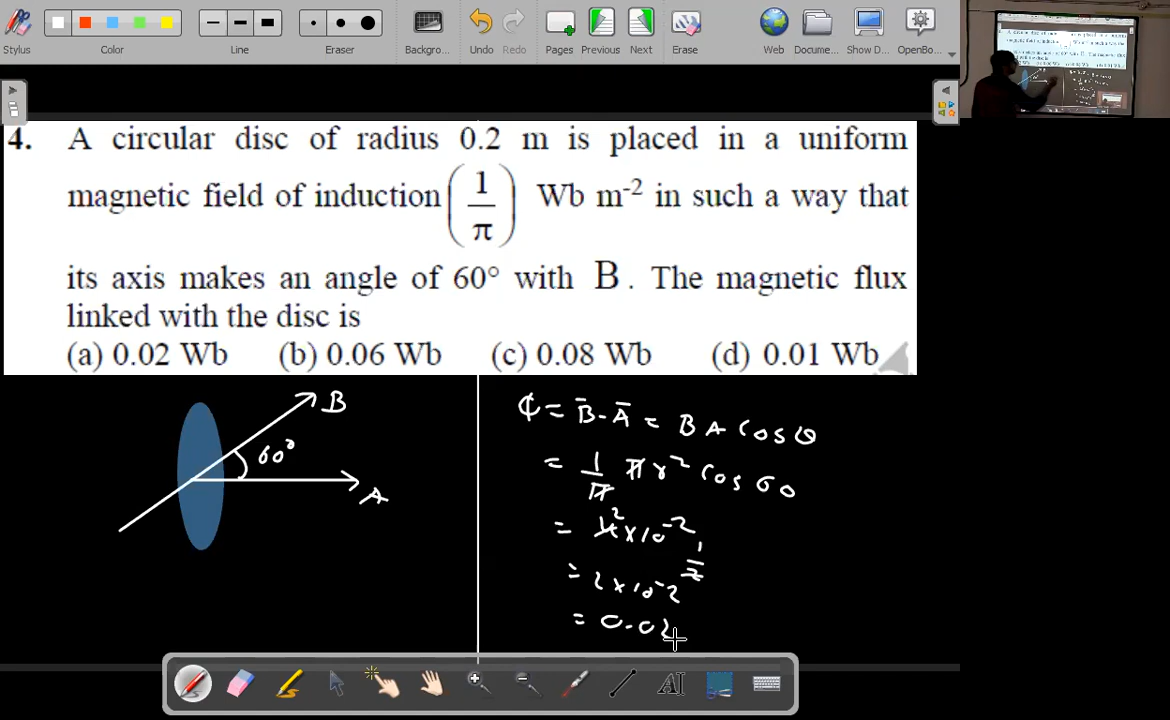 Stylus
Color
Line
Eraser
Backgro...
Undo
Redo
Pages
Previous
Next
Erase
Web
Docume...
Show D...
OpenBo...
4. A circular disc of radius 0.2 m is placed in a uniform
magnetic field of induction (1/π) Wb m⁻² in such a way that
its axis makes an angle of 60° with B. The magnetic flux
linked with the disc is
(a) 0.02 Wb (b) 0.06 Wb (c) 0.08 Wb (d) 0.01 Wb
B
60°
A
ϕ = B̄ - Ā = B A Cos θ
= 1/π π r² Cos 60
= 4² × 10⁻² 1/2
= 2 × 10⁻²
= 0.02